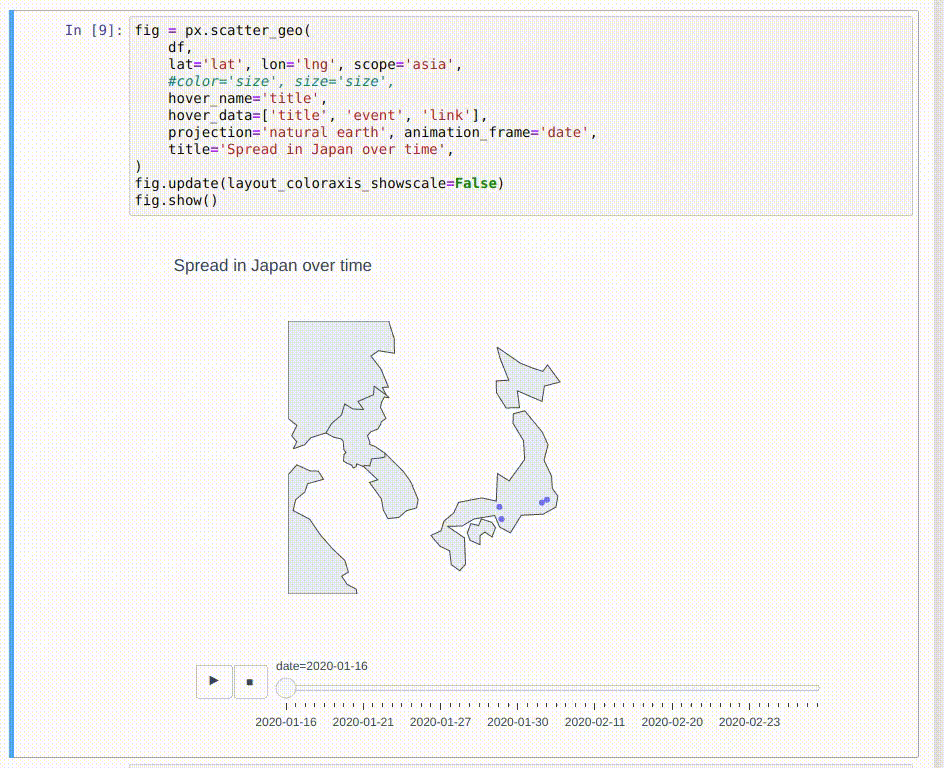 In [9]:
fig = px.scatter_geo(
    df,
    lat='lat', lon='lng', scope='asia',
    #color='size', size='size',
    hover_name='title',
    hover_data=['title', 'event', 'link'],
    projection='natural earth', animation_frame='date',
    title='Spread in Japan over time',
)
fig.update(layout_coloraxis_showscale=False)
fig.show()
Spread in Japan over time
date=2020-01-16
2020-01-16 2020-01-21 2020-01-27 2020-01-30 2020-02-11 2020-02-20 2020-02-23